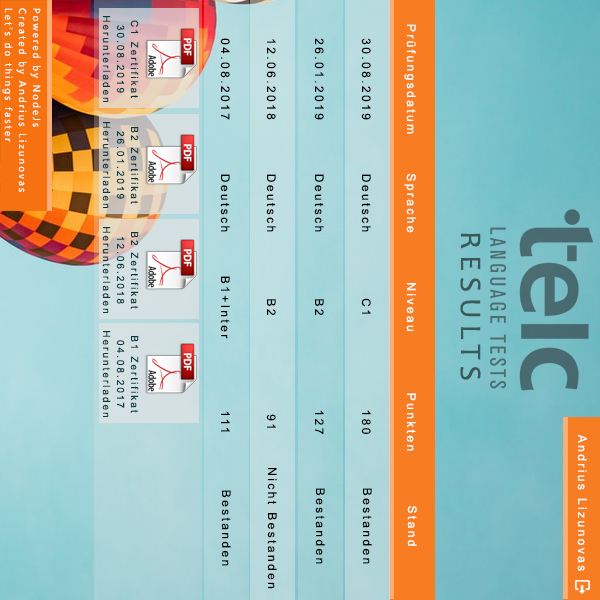 Andrius Lizunovas
telc
LANGUAGE TESTS
RESULTS
Prüfungsdatum Sprache Niveau Punkten Stand
30.08.2019 Deutsch C1 180 Bestanden
26.01.2019 Deutsch B2 127 Bestanden
12.06.2018 Deutsch B2 91 Nicht Bestanden
04.08.2017 Deutsch B1+Inter 111 Bestanden
PDF
Adobe
C1 Zertifikat
30.08.2019
Herunterladen
PDF
Adobe
B2 Zertifikat
26.01.2019
Herunterladen
PDF
Adobe
B2 Zertifikat
12.06.2018
Herunterladen
PDF
Adobe
B1 Zertifikat
04.08.2017
Herunterladen
Powered by NodeJs
Created by Andrius Lizunovas
Let's do things faster